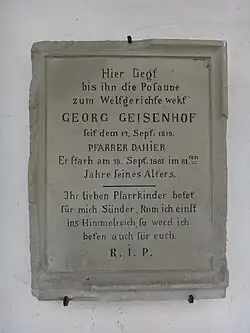 Hier liegt
bis ihn die Posaune
zum Weltgerichte wekt
GEORG GEISENHOF
seit dem 17. Sept. 1819.
PFARRER DAHIER
Er starb am 18. Sept. 1861 im 81.ten
Jahre seines Alters.
Ihr lieben Pfarrkinder betet
für mich Sünder, Kom ich einst
ins Himmelreich, so werd ich
beten auch für euch.
R. I. P.